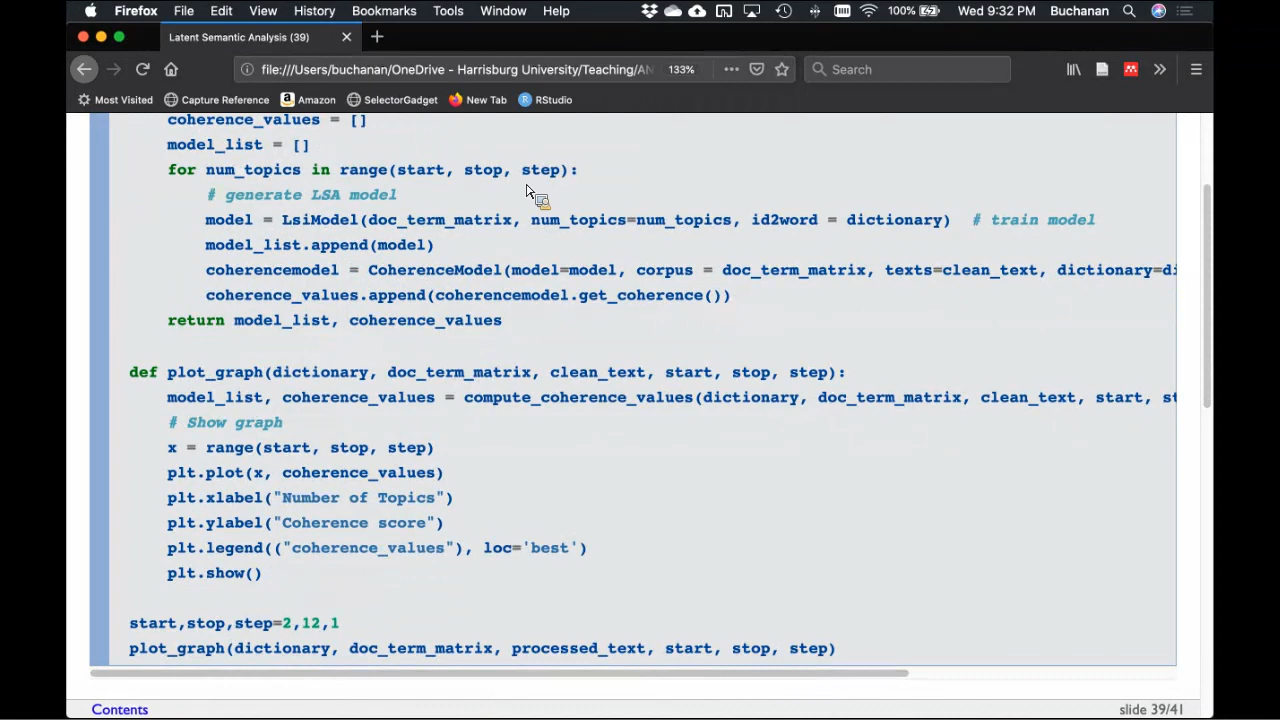 Firefox File Edit View History Bookmarks Tools Window Help 100% Wed 9:32 PM Buchanan
Latent Semantic Analysis (39)
file:///Users/buchanan/OneDrive - Harrisburg University/Teaching/AN 133% Search
Most Visited Capture Reference Amazon SelectorGadget New Tab RStudio
coherence_values = []
model_list = []
for num_topics in range(start, stop, step):
# generate LSA model
model = LsiModel(doc_term_matrix, num_topics=num_topics, id2word = dictionary)  # train model
model_list.append(model)
coherencemodel = CoherenceModel(model=model, corpus = doc_term_matrix, texts=clean_text, dictionary=di
coherence_values.append(coherencemodel.get_coherence())
return model_list, coherence_values
def plot_graph(dictionary, doc_term_matrix, clean_text, start, stop, step):
model_list, coherence_values = compute_coherence_values(dictionary, doc_term_matrix, clean_text, start, st
# Show graph
x = range(start, stop, step)
plt.plot(x, coherence_values)
plt.xlabel("Number of Topics")
plt.ylabel("Coherence score")
plt.legend(("coherence_values"), loc='best')
plt.show()
start,stop,step=2,12,1
plot_graph(dictionary, doc_term_matrix, processed_text, start, stop, step)
Contents slide 39/41